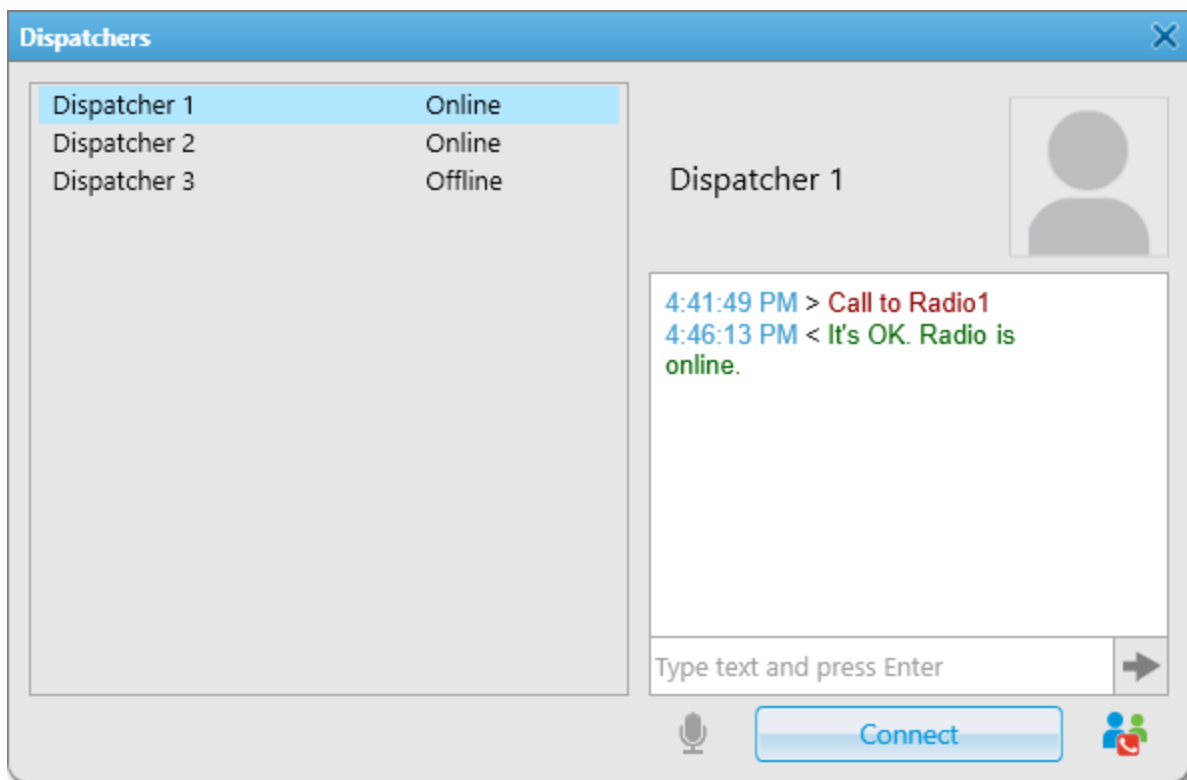 Dispatchers
Dispatcher 1 Online
Dispatcher 2 Online
Dispatcher 3 Offline
Dispatcher 1
4:41:49 PM > Call to Radio1
4:46:13 PM < It's OK. Radio is
online.
Type text and press Enter
Connect